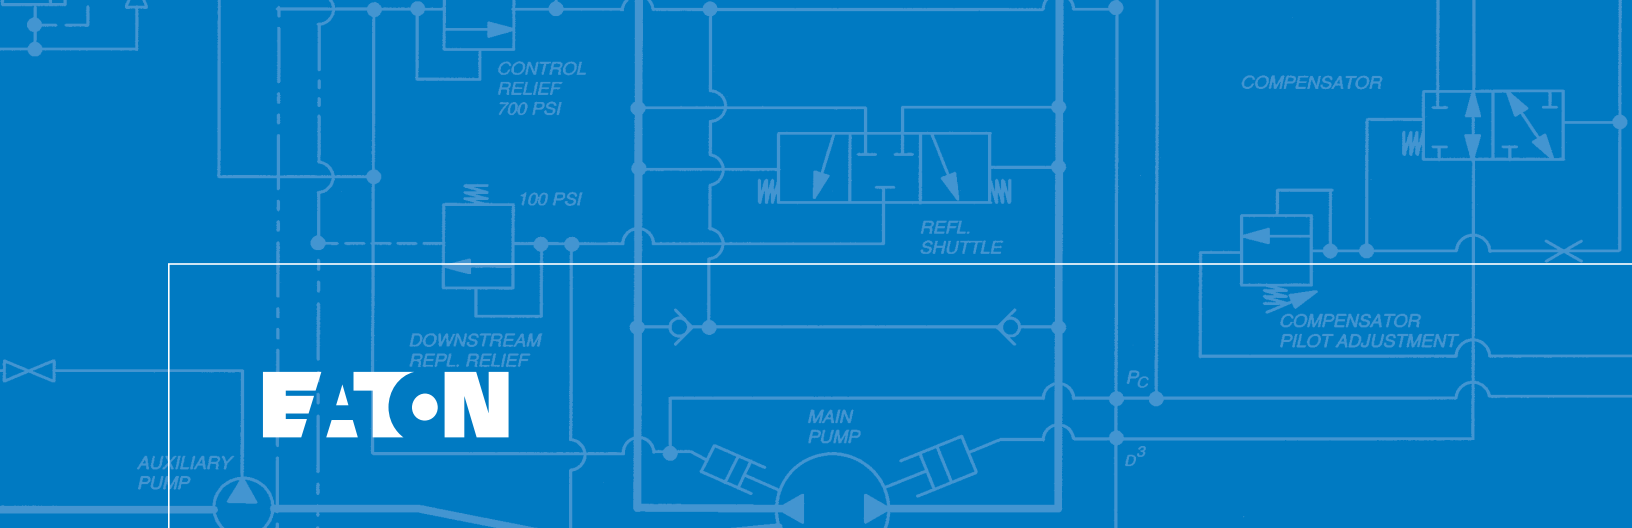 CONTROL
RELIEF
700 PSI
COMPENSATOR
100 PSI
REFL.
SHUTTLE
COMPENSATOR
PILOT ADJUSTMENT
DOWNSTREAM
REPL. RELIEF
EATON
PC
MAIN
PUMP
D3
AUXILIARY
PUMP